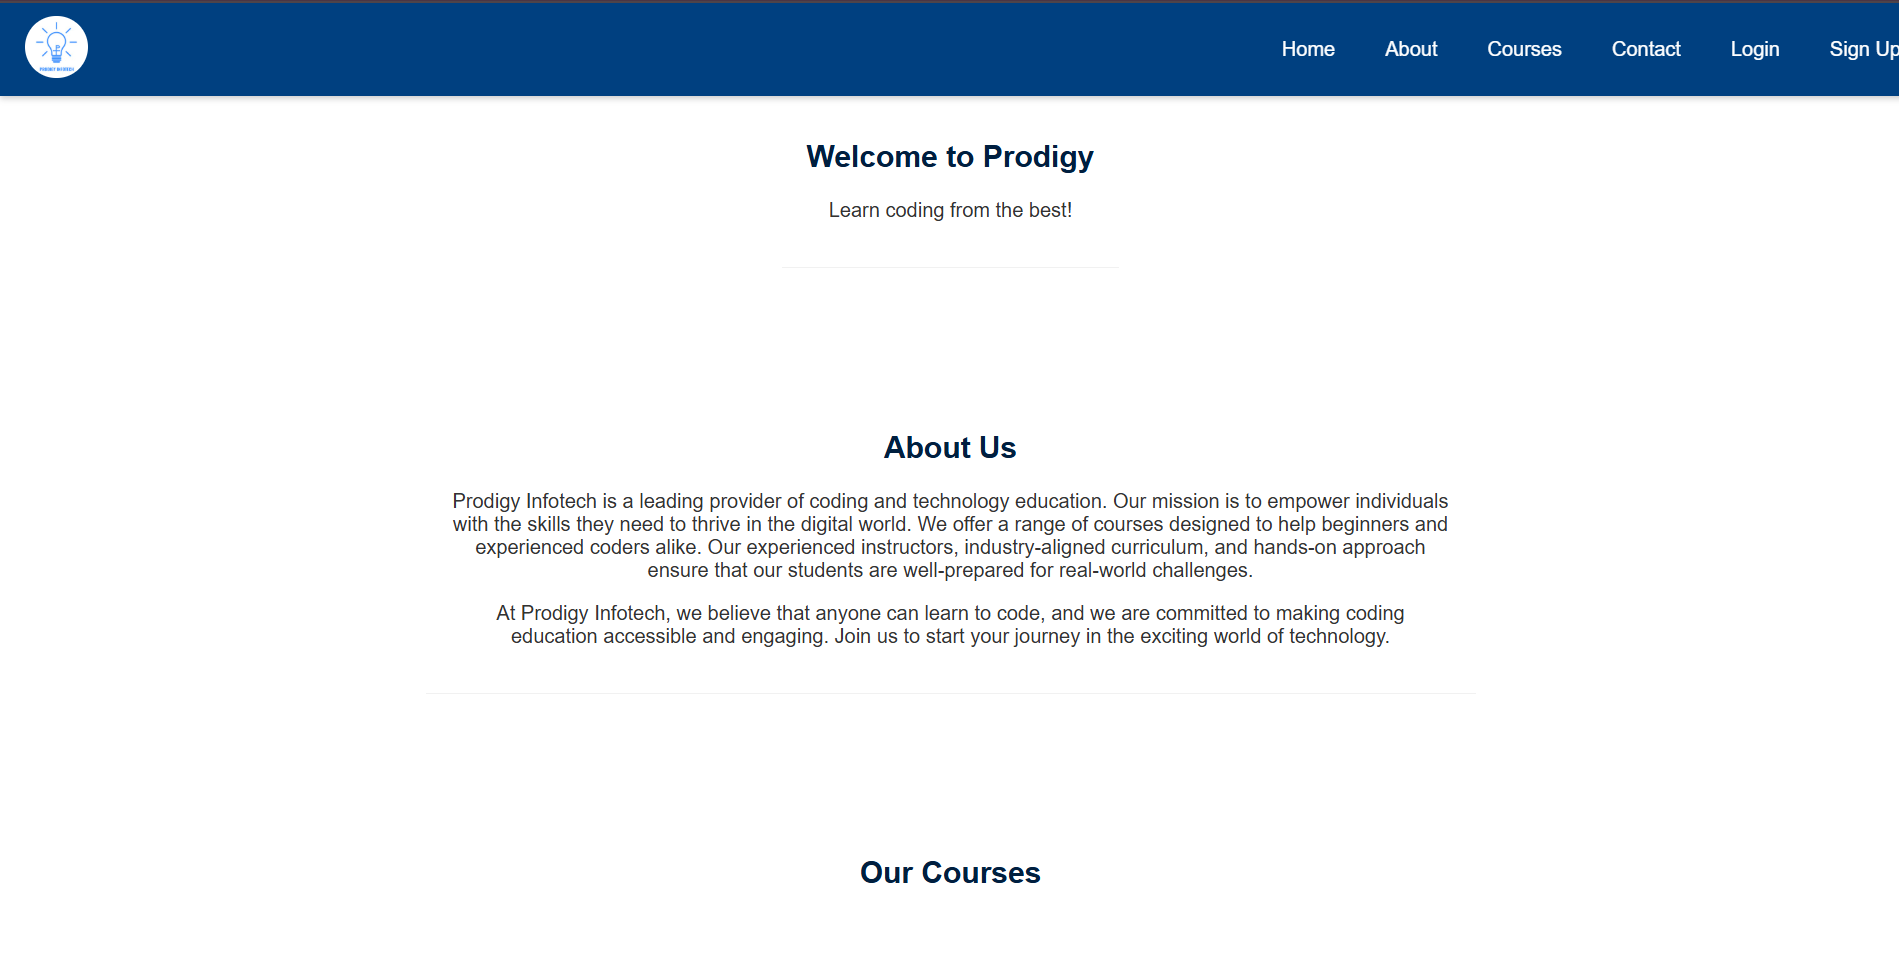 Home About Courses Contact Login Sign Up
Welcome to Prodigy
Learn coding from the best!
About Us
Prodigy Infotech is a leading provider of coding and technology education. Our mission is to empower individuals
with the skills they need to thrive in the digital world. We offer a range of courses designed to help beginners and
experienced coders alike. Our experienced instructors, industry-aligned curriculum, and hands-on approach
ensure that our students are well-prepared for real-world challenges.
At Prodigy Infotech, we believe that anyone can learn to code, and we are committed to making coding
education accessible and engaging. Join us to start your journey in the exciting world of technology.
Our Courses